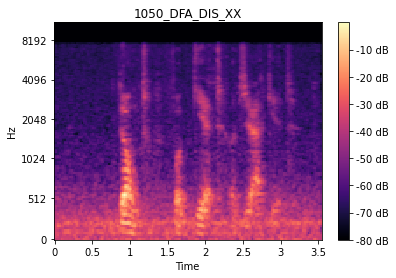 1050_DFA_DIS_XX
8192
4096
2048
1024
512
0
Hz
0 0.5 1 1.5 2 2.5 3 3.5
Time
-10 dB
-20 dB
-30 dB
-40 dB
-50 dB
-60 dB
-70 dB
-80 dB